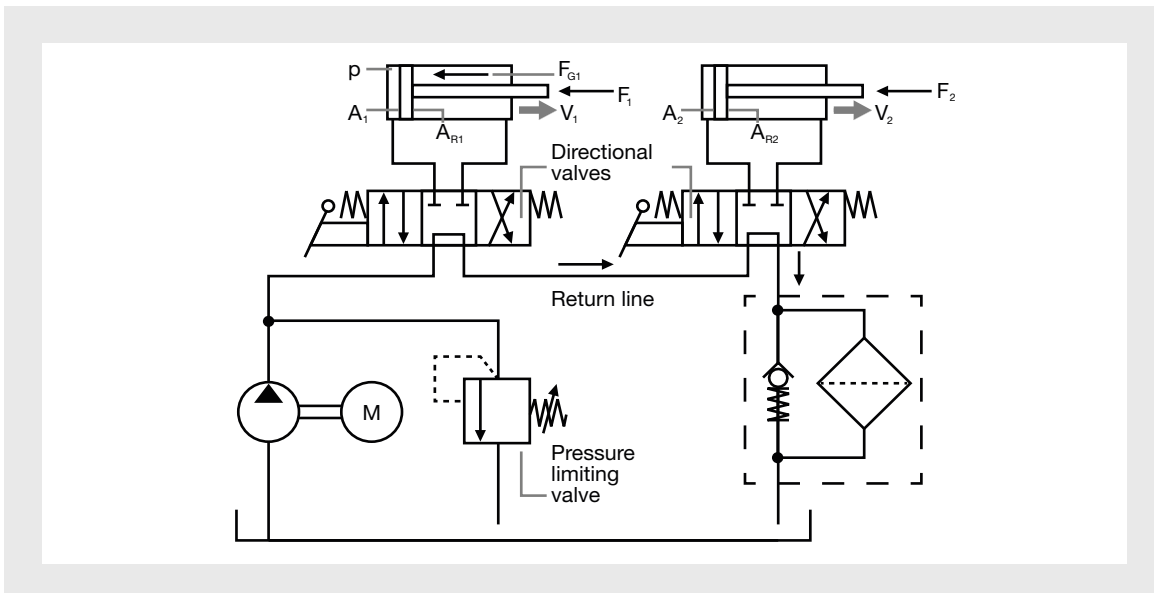 p
F_G1
F_1
A_1
A_R1
V_1
F_2
A_2
A_R2
V_2
Directional
valves
Return line
M
Pressure
limiting
valve